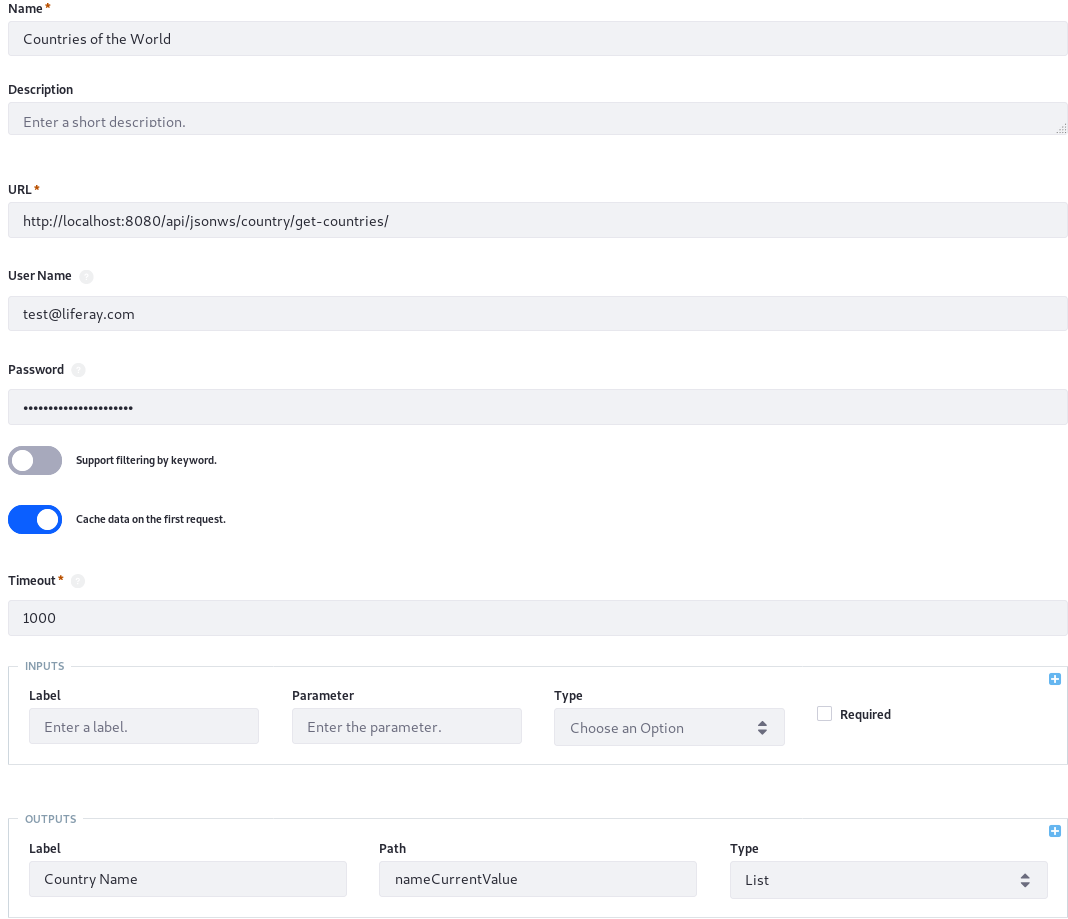 Name*
Countries of the World
Description
Enter a short description.
URL*
http://localhost:8080/api/jsonws/country/get-countries/
User Name ?
test@liferay.com
Password ?
••••••••••••••••••••••
Support filtering by keyword.
Cache data on the first request.
Timeout* ?
1000
INPUTS
Label Parameter Type
Enter a label. Enter the parameter. Choose an Option Required
OUTPUTS
Label Path Type
Country Name nameCurrentValue List